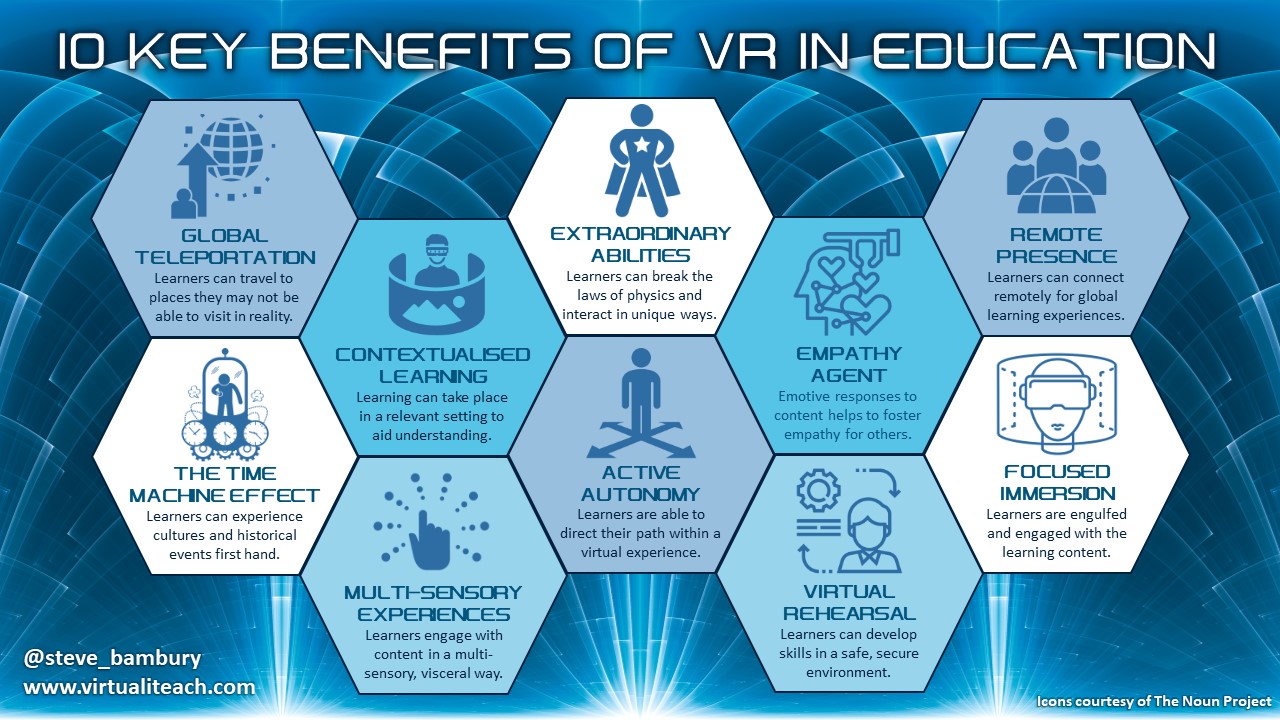 10 KEY BENEFITS OF VR IN EDUCATION
GLOBAL
TELEPORTATION
Learners can travel to
places they may not be
able to visit in reality.
EXTRAORDINARY
ABILITIES
Learners can break the
laws of physics and
interact in unique ways.
REMOTE
PRESENCE
Learners can connect
remotely for global
learning experiences.
CONTEXTUALISED
LEARNING
Learning can take place
in a relevant setting to
aid understanding.
EMPATHY
AGENT
Emotive responses to
content helps to foster
empathy for others.
THE TIME
MACHINE EFFECT
Learners can experience
cultures and historical
events first hand.
ACTIVE
AUTONOMY
Learners are able to
direct their path within a
virtual experience.
FOCUSED
IMMERSION
Learners are engulfed
and engaged with the
learning content.
MULTI-SENSORY
EXPERIENCES
Learners engage with
content in a multi-
sensory, visceral way.
VIRTUAL
REHEARSAL
Learners can develop
skills in a safe, secure
environment.
@steve_bambury
www.virtualiteach.com
Icons courtesy of The Noun Project